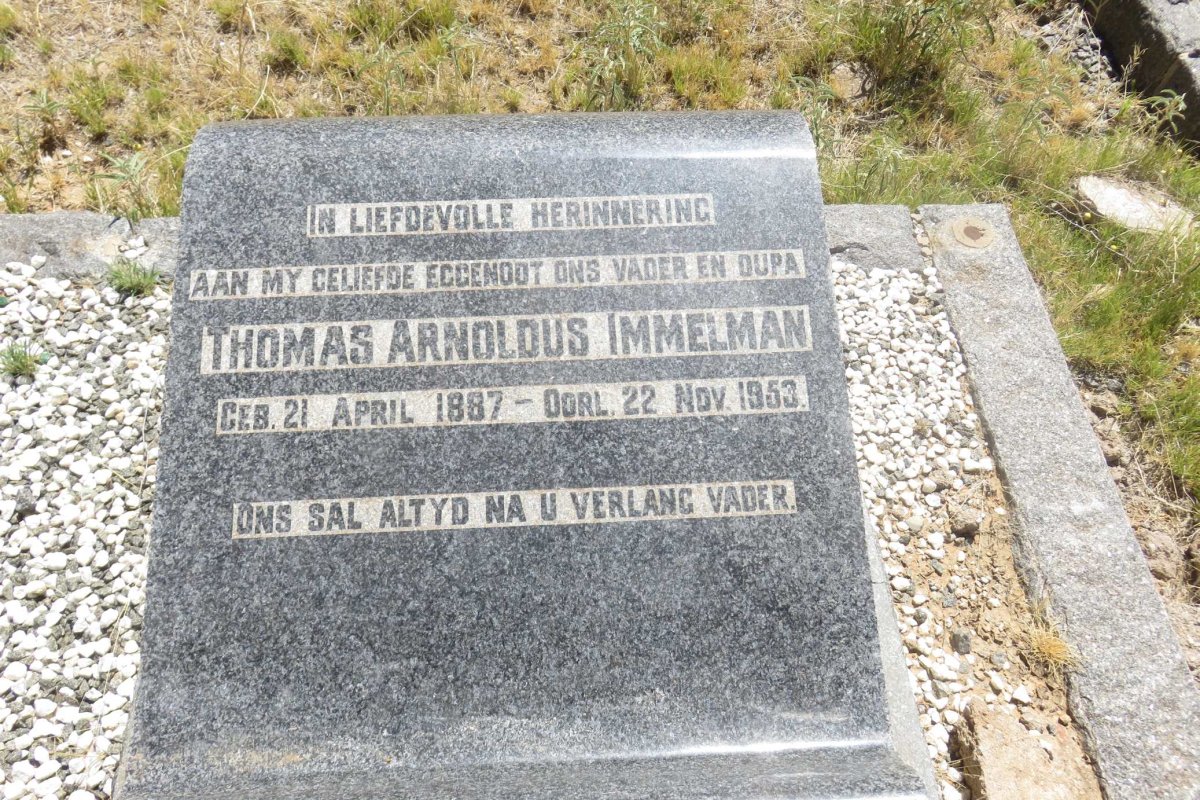 IN LIEFDEVOLLE HERINNERING
AAN MY GELIEFDE EGGENOOT ONS VADER EN OUPA
THOMAS ARNOLDUS IMMELMAN
GEB. 21 APRIL 1887 – OORL. 22 NOV. 1953.
ONS SAL ALTYD NA U VERLANG VADER.